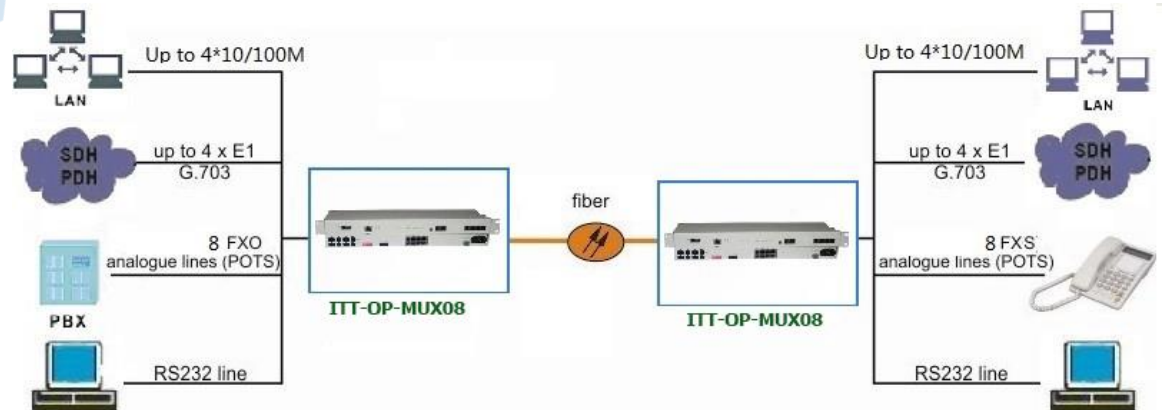 Up to 4*10/100M
LAN
SDH
PDH
up to 4 x E1
G.703
8 FXO
analogue lines (POTS)
PBX
RS232 line
ITT-OP-MUX08
fiber
ITT-OP-MUX08
Up to 4*10/100M
LAN
up to 4 x E1
G.703
SDH
PDH
8 FXS
analogue lines (POTS)
RS232 line